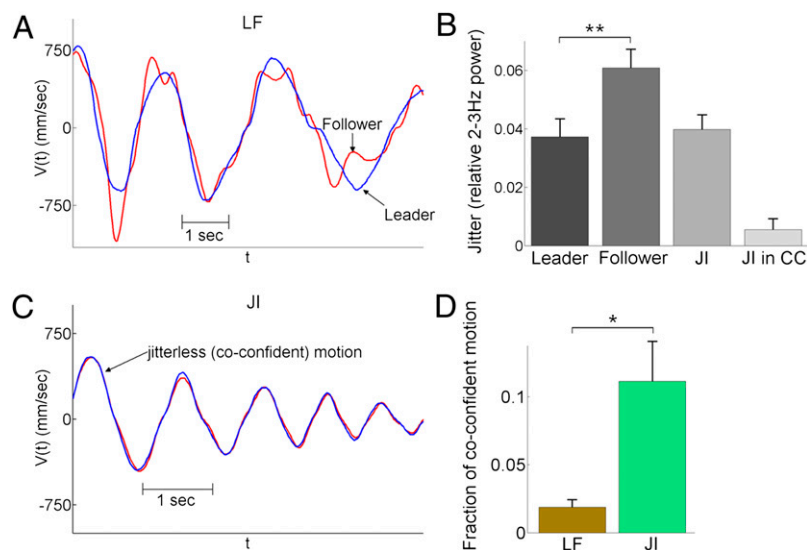 A
LF
V(t) (mm/sec)
750
0
-750
Follower
Leader
1 sec
t
B
Jitter (relative 2-3Hz power)
**
0.06
0.04
0.02
0
Leader Follower JI JI in CC
C
JI
V(t) (mm/sec)
750
0
-750
jitterless (co-confident) motion
1 sec
t
D
Fraction of co-confident motion
*
0.1
0.05
0
LF JI